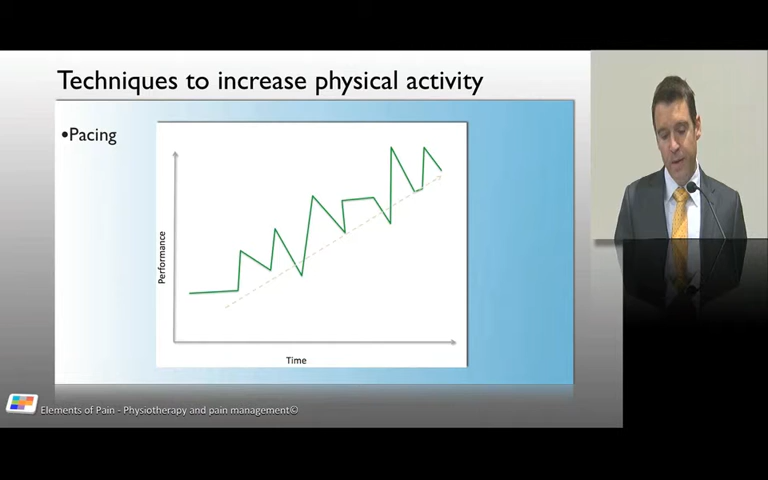 Techniques to increase physical activity
•Pacing
Performance
Time
Elements of Pain - Physiotherapy and pain management©